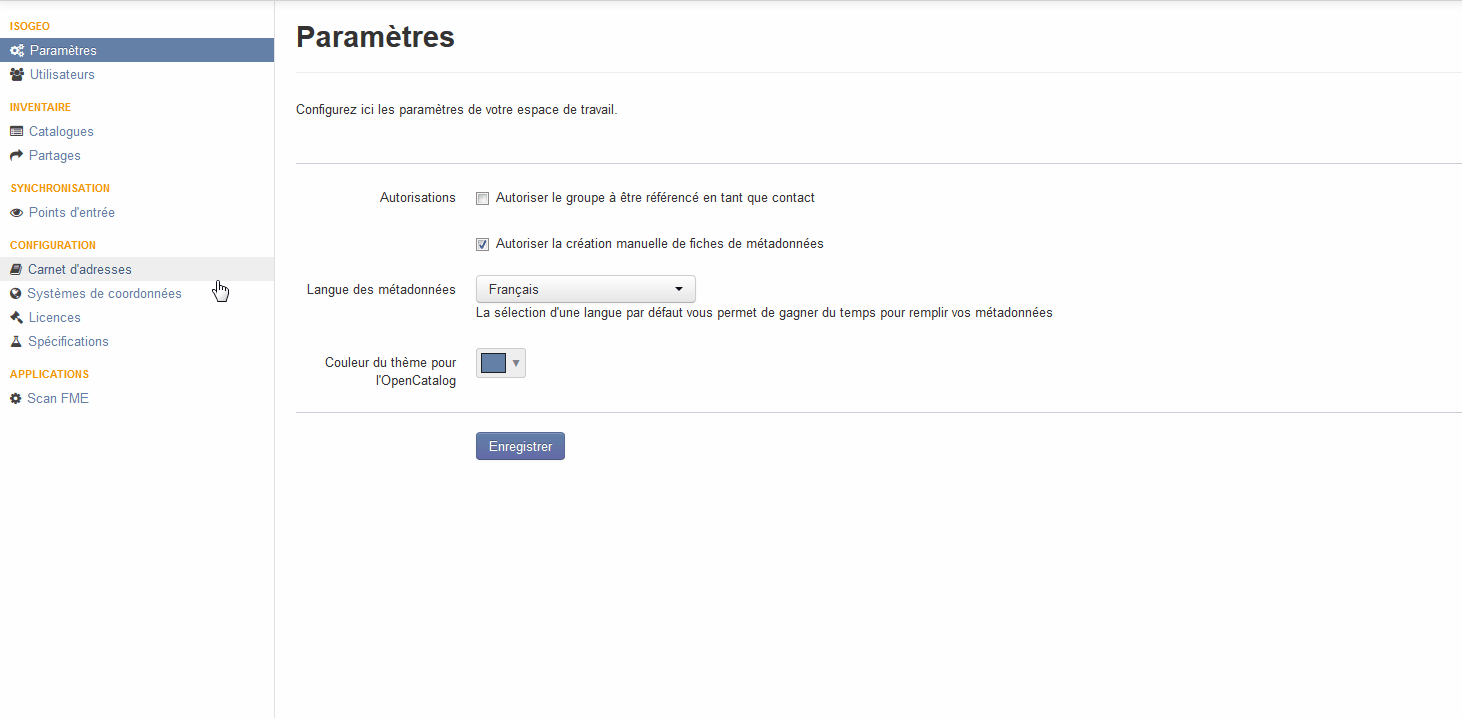 ISOGEO
Paramètres
Utilisateurs
INVENTAIRE
Catalogues
Partages
SYNCHRONISATION
Points d'entrée
CONFIGURATION
Carnet d'adresses
Systèmes de coordonnées
Licences
Spécifications
APPLICATIONS
Scan FME
Paramètres
Configurez ici les paramètres de votre espace de travail.
Autorisations
Autoriser le groupe à être référencé en tant que contact
Autoriser la création manuelle de fiches de métadonnées
Langue des métadonnées
Français
La sélection d'une langue par défaut vous permet de gagner du temps pour remplir vos métadonnées
Couleur du thème pour
l'OpenCatalog
Enregistrer